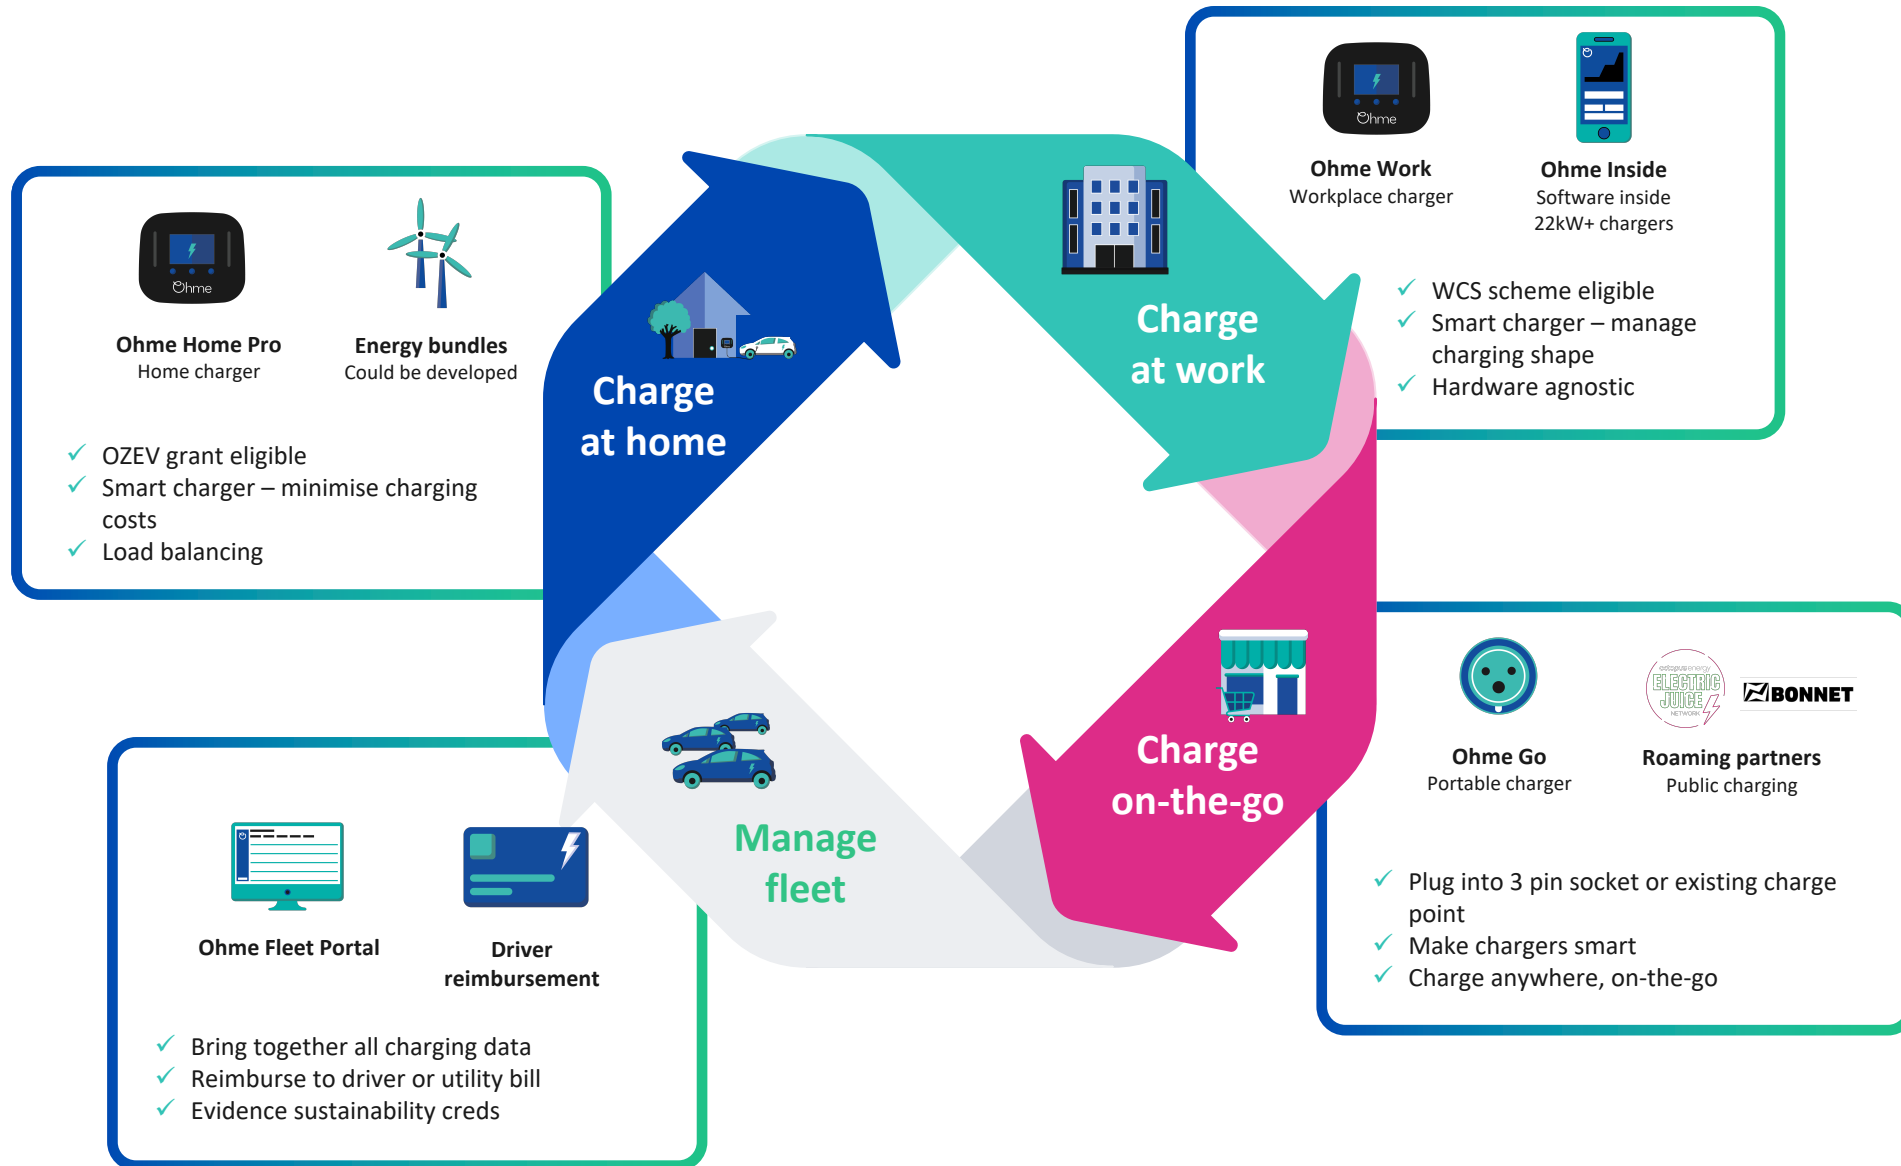 Ohme
Ohme Home Pro
Home charger
Energy bundles
Could be developed
OZEV grant eligible
Smart charger – minimise charging
costs
Load balancing
Charge
at home
Charge
at work
Ohme
Ohme Work
Workplace charger
Ohme Inside
Software inside
22kW+ chargers
WCS scheme eligible
Smart charger – manage
charging shape
Hardware agnostic
Charge
on-the-go
octopus energy
ELECTRIC
JUICE
NETWORK
BONNET
Ohme Go
Portable charger
Roaming partners
Public charging
Plug into 3 pin socket or existing charge
point
Make chargers smart
Charge anywhere, on-the-go
Manage
fleet
Ohme Fleet Portal
Driver
reimbursement
Bring together all charging data
Reimburse to driver or utility bill
Evidence sustainability creds